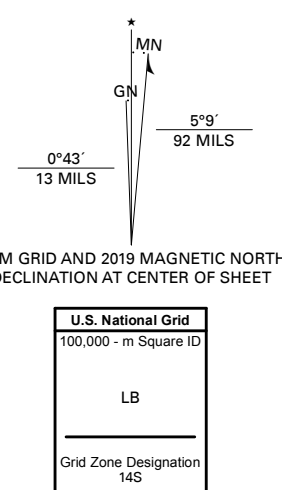 ★
MN
GN
5°9´
92 MILS
0°43´
13 MILS
M GRID AND 2019 MAGNETIC NORTH
DECLINATION AT CENTER OF SHEET
U.S. National Grid
100,000 - m Square ID
LB
Grid Zone Designation
14S